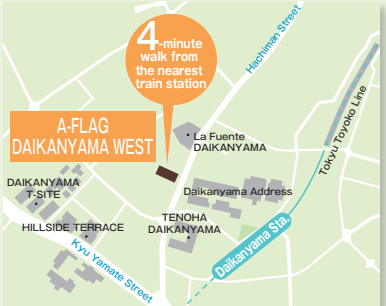 4-minute
walk from
the nearest
train station
Hachiman Street
A-FLAG
DAIKANYAMA WEST
La Fuente
DAIKANYAMA
Tokyu Toyoko Line
DAIKANYAMA
T-SITE
Daikanyama Address
HILLSIDE TERRACE
TENOHA
DAIKANYAMA
Daikanyama Sta.
Kyu Yamate Street